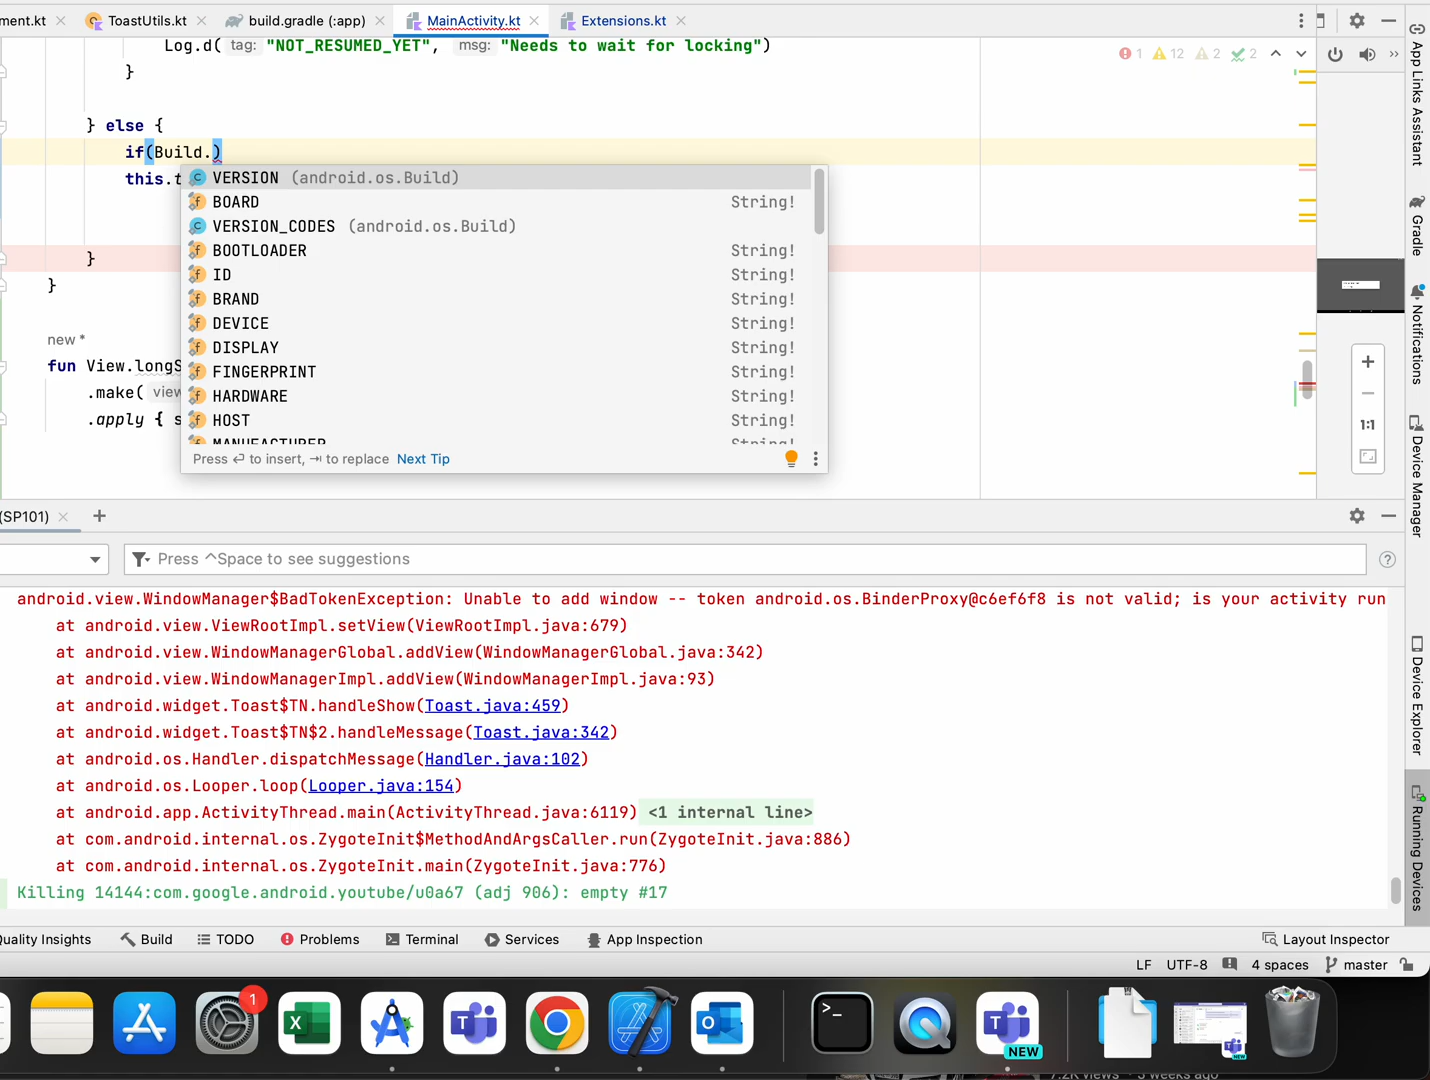 ment.kt ToastUtils.kt build.gradle (:app) MainActivity.kt Extensions.kt
Log.d( tag: "NOT_RESUMED_YET", msg: "Needs to wait for locking")
1 12 2 2
}
} else {
if(Build.)
this.t
VERSION (android.os.Build)
BOARD String!
VERSION_CODES (android.os.Build)
BOOTLOADER String!
ID String!
BRAND String!
DEVICE String!
DISPLAY String!
FINGERPRINT String!
HARDWARE String!
HOST String!
MANUFACTURER String!
Press ↵ to insert, ⇥ to replace Next Tip
}
}
new *
fun View.longS
.make( view
.apply { s
1:1
App Links Assistant
Gradle
Notifications
Device Manager
Device Explorer
Running Devices
(SP101)
Press ^Space to see suggestions
android.view.WindowManager$BadTokenException: Unable to add window -- token android.os.BinderProxy@c6ef6f8 is not valid; is your activity run
at android.view.ViewRootImpl.setView(ViewRootImpl.java:679)
at android.view.WindowManagerGlobal.addView(WindowManagerGlobal.java:342)
at android.view.WindowManagerImpl.addView(WindowManagerImpl.java:93)
at android.widget.Toast$TN.handleShow(Toast.java:459)
at android.widget.Toast$TN$2.handleMessage(Toast.java:342)
at android.os.Handler.dispatchMessage(Handler.java:102)
at android.os.Looper.loop(Looper.java:154)
at android.app.ActivityThread.main(ActivityThread.java:6119) <1 internal line>
at com.android.internal.os.ZygoteInit$MethodAndArgsCaller.run(ZygoteInit.java:886)
at com.android.internal.os.ZygoteInit.main(ZygoteInit.java:776)
Killing 14144:com.google.android.youtube/u0a67 (adj 906): empty #17
uality Insights Build TODO Problems Terminal Services App Inspection Layout Inspector
LF UTF-8 4 spaces master
1
NEW
7.2K views • 3 weeks ago